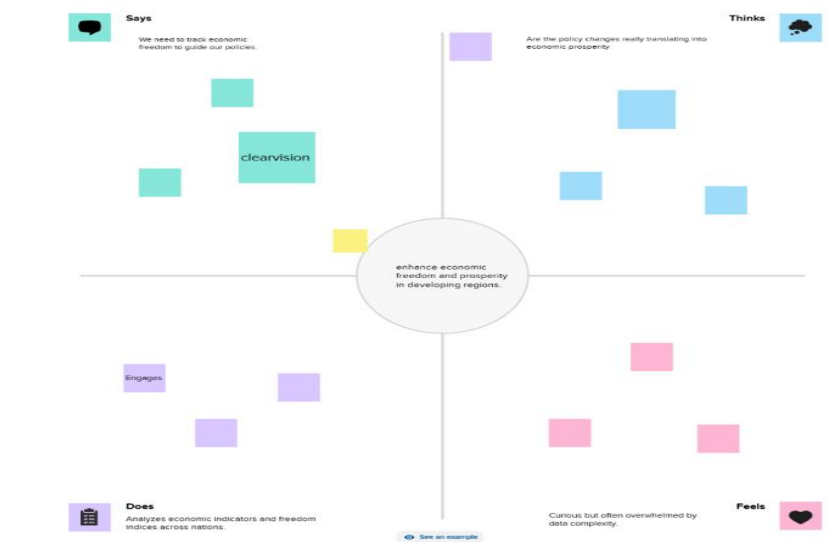 Says
We need to track economic
freedom to guide our policies.
Thinks
Are the policy changes really translating into
economic prosperity
clearvision
enhance economic
freedom and prosperity
in developing regions.
Engages
Does
Analyzes economic indicators and freedom
indices across nations.
Feels
Curious but often overwhelmed by
data complexity.
See an example